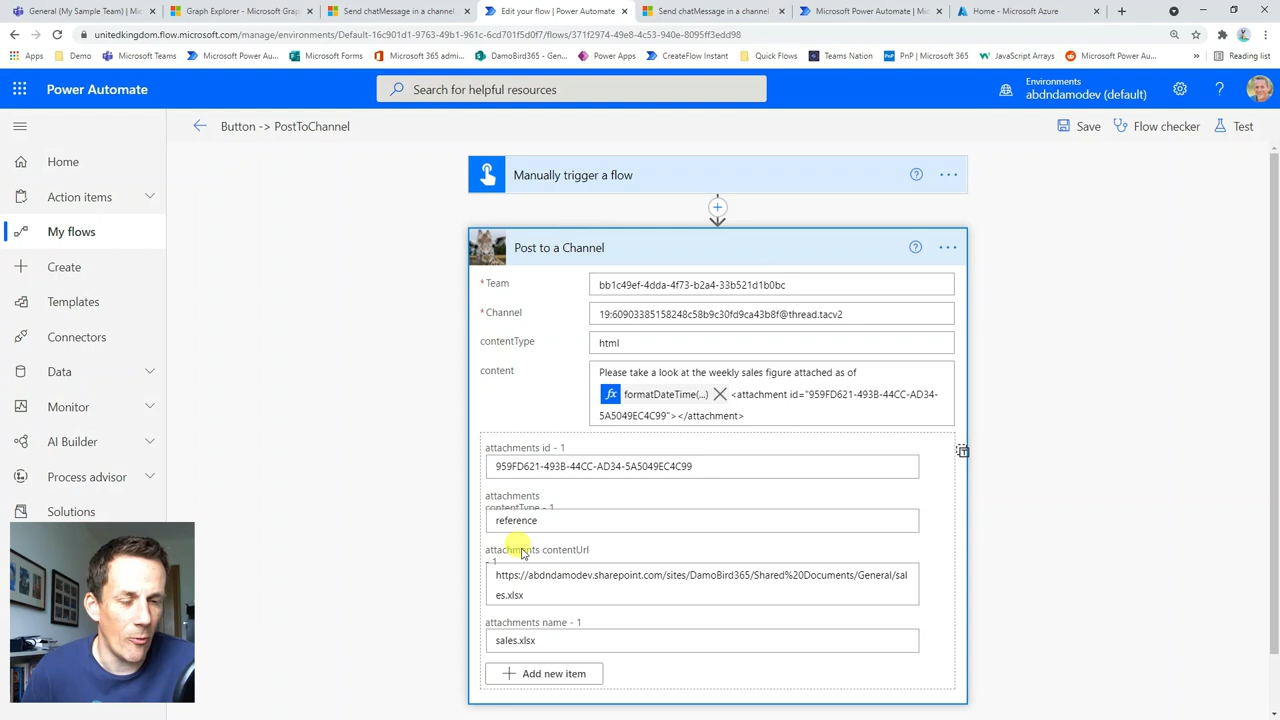 General (My Sample Team) | Mic
Graph Explorer - Microsoft Grap
Send chatMessage in a channel
Edit your flow | Power Automate
Send chatMessage in a channel
Microsoft Power Automate | Mic
Home - Microsoft Azure
unitedkingdom.flow.microsoft.com/manage/environments/Default-16c901d1-9763-49b1-961c-6cd701f5d0f7/flows/371f2974-49e8-4c53-940e-8095ff3edd98
Apps
Demo
Microsoft Teams
Microsoft Power Au...
Microsoft Forms
Microsoft 365 admi...
DamoBird365 - Gen...
Power Apps
CreateFlow Instant
Quick Flows
Teams Nation
PnP | Microsoft 365
JavaScript Arrays
Microsoft Power Au...
»
Reading list
Power Automate
Search for helpful resources
Environments
abdndamodev (default)
Button -> PostToChannel
Save
Flow checker
Test
Home
Action items
My flows
Create
Templates
Connectors
Data
Monitor
AI Builder
Process advisor
Solutions
Manually trigger a flow
Post to a Channel
* Team
bb1c49ef-4dda-4f73-b2a4-33b521d1b0bc
* Channel
19:60903385158248c58b9c30fd9ca43b8f@thread.tacv2
contentType
html
content
Please take a look at the weekly sales figure attached as of
fx formatDateTime(...) <attachment id="959FD621-493B-44CC-AD34-
5A5049EC4C99"></attachment>
attachments id - 1
959FD621-493B-44CC-AD34-5A5049EC4C99
attachments
contentType - 1
reference
attachments contentUrl
- 1
https://abdndamodev.sharepoint.com/sites/DamoBird365/Shared%20Documents/General/sal
es.xlsx
attachments name - 1
sales.xlsx
Add new item